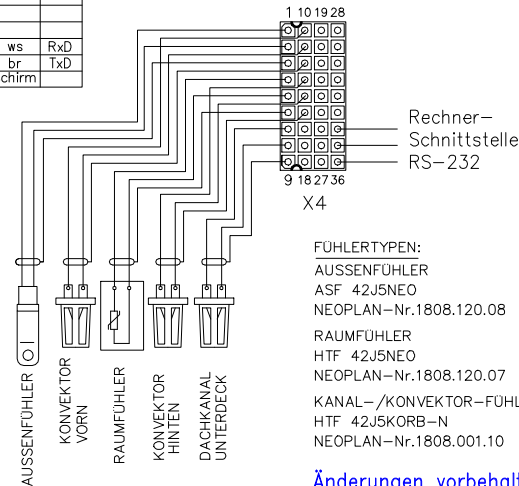 ws RxD
br TxD
chirm
1 10 19 28
9 18 27 36
X4
Rechner-
Schnittstelle
RS-232
FÜHLERTYPEN:
AUSSENFÜHLER
ASF 42J5NEO
NEOPLAN-Nr.1808.120.08
RAUMFÜHLER
HTF 42J5NEO
NEOPLAN-Nr.1808.120.07
KANAL-/KONVEKTOR-FÜHL
HTF 42J5KORB-N
NEOPLAN-Nr.1808.001.10
AUSSENFÜHLER
KONVEKTOR
VORN
RAUMFÜHLER
KONVEKTOR
HINTEN
DACHKANAL
UNTERDECK
Änderungen vorbehalt